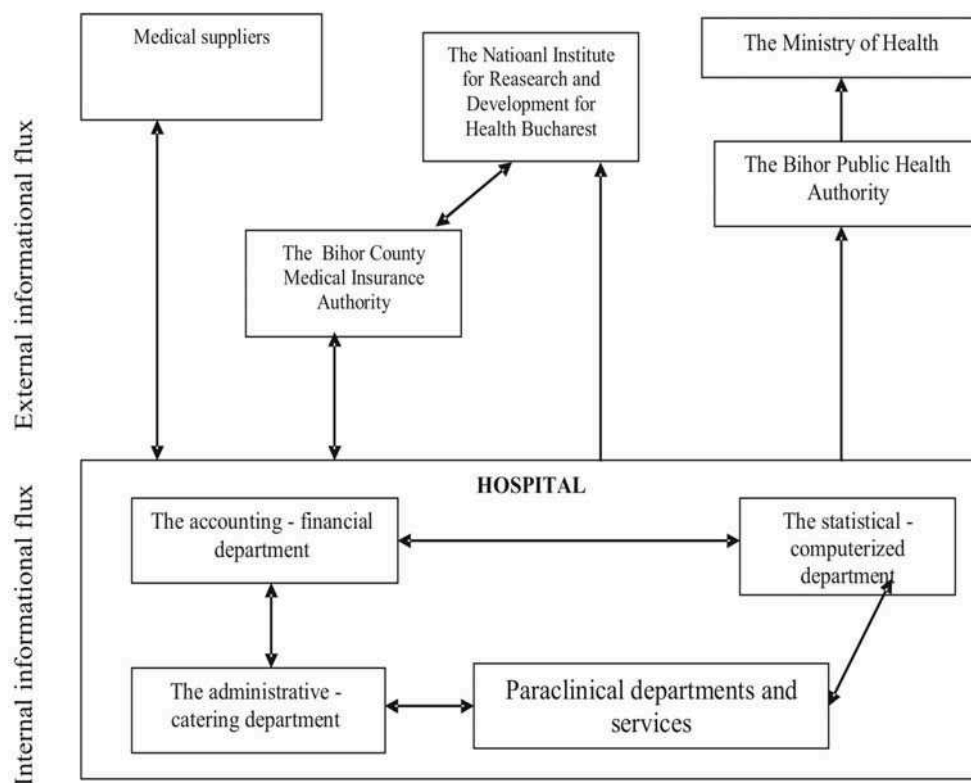 Medical suppliers
The Natioanl Institute
for Reasearch and
Development for
Health Bucharest
The Ministry of Health
The Bihor Public Health
Authority
The Bihor County
Medical Insurance
Authority
External informational flux
HOSPITAL
The accounting - financial
department
The statistical -
computerized
department
The administrative -
catering department
Paraclinical departments and
services
Internal informational flux